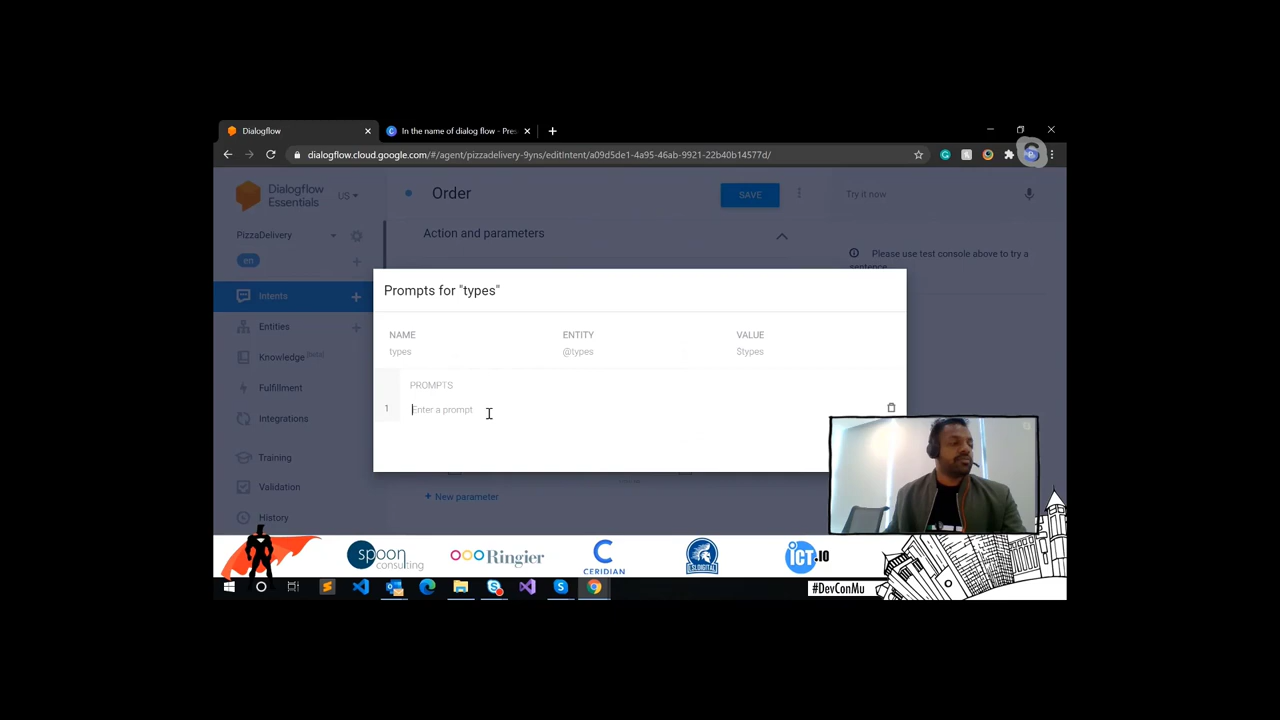 Dialogflow
In the name of dialog flow - Pres
dialogflow.cloud.google.com/#/agent/pizzadelivery-9yns/editIntent/a09d5de1-4a95-46ab-9921-22b40b14577d/
Dialogflow
Essentials
US
Order
SAVE
Try it now
PizzaDelivery
en
Action and parameters
Please use test console above to try a
sentence.
Prompts for "types"
Intents
Entities
Knowledge [beta]
Fulfillment
Integrations
Training
Validation
History
NAME
ENTITY
VALUE
types
@types
$types
PROMPTS
1
Enter a prompt
+ New parameter
spoon
consulting
Ringier
CERIDIAN
ICT.IO
#DevConMu